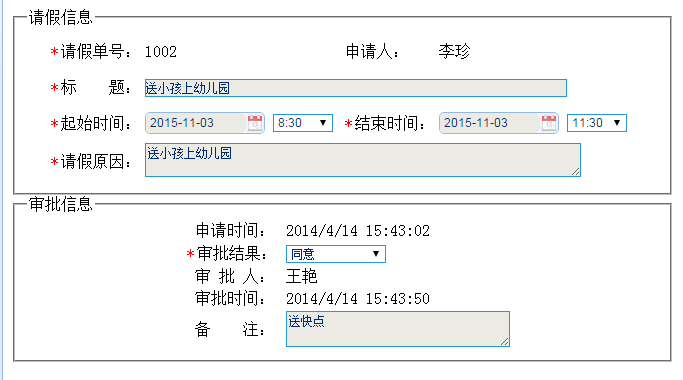 请假信息
*请假单号： 1002 申请人： 李珍
*标 题： 送小孩上幼儿园
*起始时间： 2015-11-03 8:30 *结束时间： 2015-11-03 11:30
*请假原因： 送小孩上幼儿园
审批信息
申请时间： 2014/4/14 15:43:02
*审批结果： 同意
审 批 人： 王艳
审批时间： 2014/4/14 15:43:50
备 注： 送快点